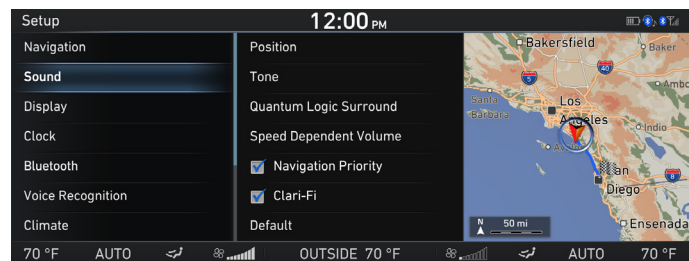 Setup
12:00 PM
Navigation
Sound
Display
Clock
Bluetooth
Voice Recognition
Climate
Position
Tone
Quantum Logic Surround
Speed Dependent Volume
Navigation Priority
Clari-Fi
Default
Bakersfield
Baker
40
5
Santa
Barbara
Los
Angeles
Indio
8
Diego
Ensenada
N
50 mi
70 °F AUTO OUTSIDE 70 °F AUTO 70 °F